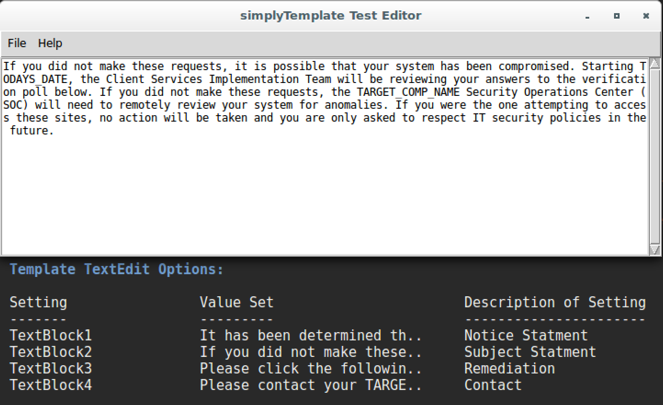 simplyTemplate Test Editor
File Help
If you did not make these requests, it is possible that your system has been compromised. Starting T
ODAYS_DATE, the Client Services Implementation Team will be reviewing your answers to the verificati
on poll below. If you did not make these requests, the TARGET_COMP_NAME Security Operations Center (
SOC) will need to remotely review your system for anomalies. If you were the one attempting to acces
s these sites, no action will be taken and you are only asked to respect IT security policies in the
future.
Template TextEdit Options:
Setting Value Set Description of Setting
------- --------- ----------------------
TextBlock1 It has been determined th.. Notice Statment
TextBlock2 If you did not make these.. Subject Statment
TextBlock3 Please click the followin.. Remediation
TextBlock4 Please contact your TARGE.. Contact